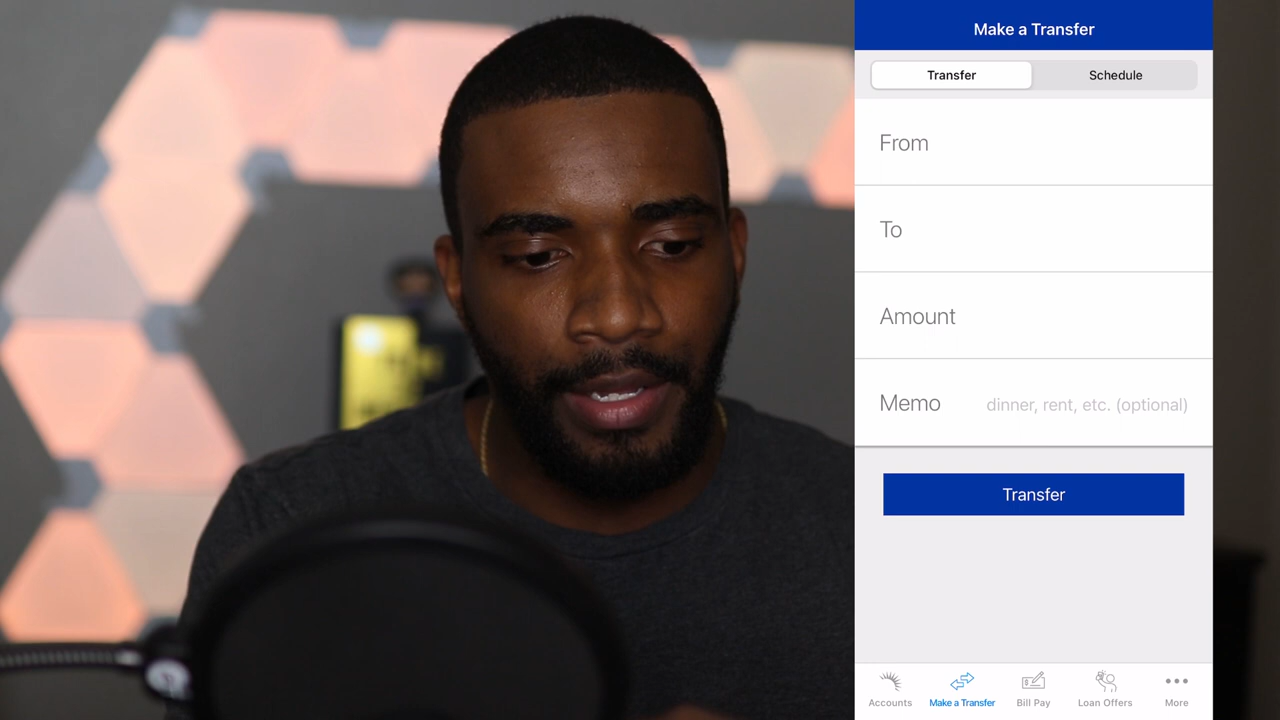 Make a Transfer
Transfer
Schedule
From
To
Amount
Memo
dinner, rent, etc. (optional)
Transfer
Accounts
Make a Transfer
Bill Pay
Loan Offers
More